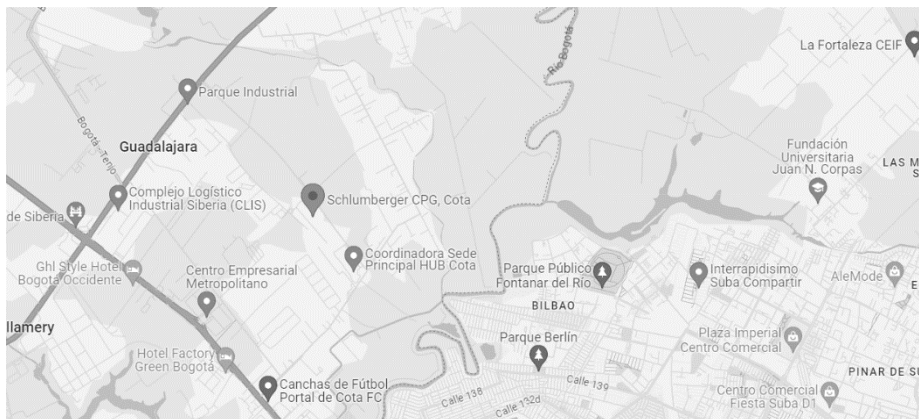 La Fortaleza CEIF
Río Bogotá
Parque Industrial
Bogotá - Tenjo
Guadalajara
Fundación
Universitaria
Juan N. Corpas
LAS M
S
Complejo Logístico
Industrial Siberia (CLIS)
Schlumberger CPG, Cota
de Siberia
Coordinadora Sede
Principal HUB Cota
Ghl Style Hotel
Bogotá Occidente
Centro Empresarial
Metropolitano
Parque Público
Fontanar del Río
Interrapidisimo
Suba Compartir
AleMode
E
BILBAO
llamery
Plaza Imperial
Centro Comercial
Parque Berlín
Hotel Factory
Green Bogotá
PINAR DE SU
Canchas de Fútbol
Portal de Cota FC
Calle 138
Calle 132d
Calle 139
Centro Comercial
Fiesta Suba D1